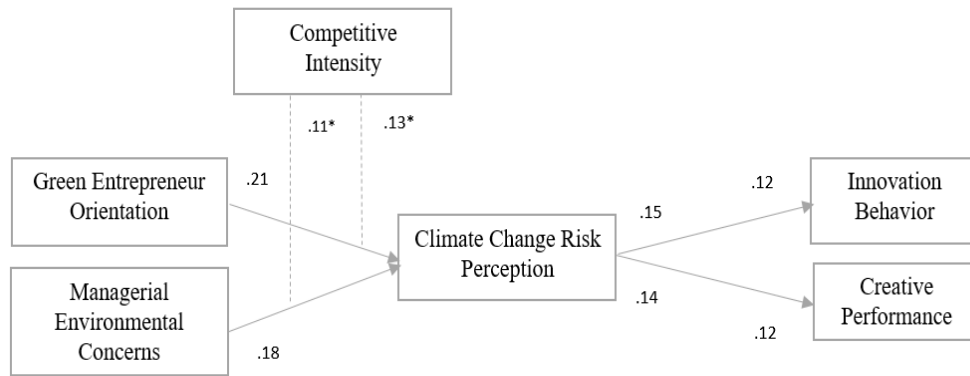 Competitive
Intensity
.11*
.13*
Green Entrepreneur
Orientation
.21
.12
Innovation
Behavior
.15
Climate Change Risk
Perception
Managerial
Environmental
Concerns
.14
Creative
Performance
.18
.12